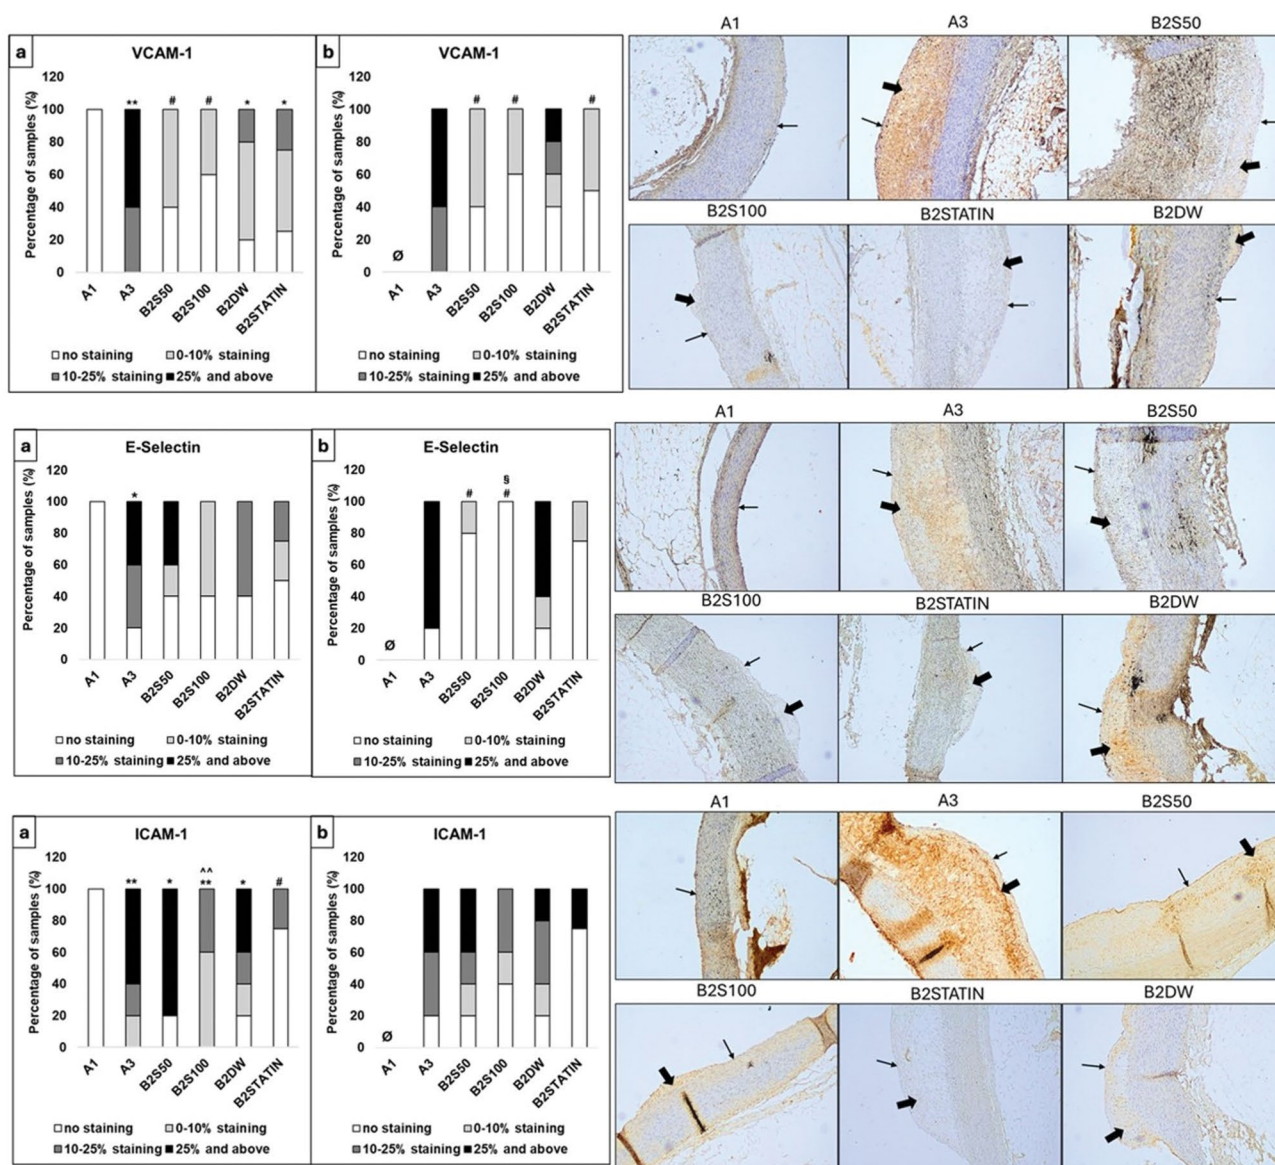 a
VCAM-1
Percentage of samples (%)
120
100
80
60
40
20
0
**
#
#
*
*
A1
A3
B2S50
B2S100
B2DW
B2STATIN
no staining
0-10% staining
10-25% staining
25% and above
b
VCAM-1
Percentage of samples (%)
120
100
80
60
40
20
0
Ø
#
#
#
A1
A3
B2S50
B2S100
B2DW
B2STATIN
no staining
0-10% staining
10-25% staining
25% and above
A1
A3
B2S50
B2S100
B2STATIN
B2DW
a
E-Selectin
Percentage of samples (%)
120
100
80
60
40
20
0
*
A1
A3
B2S50
B2S100
B2DW
B2STATIN
no staining
0-10% staining
10-25% staining
25% and above
b
E-Selectin
Percentage of samples (%)
120
100
80
60
40
20
0
Ø
#
§
#
A1
A3
B2S50
B2S100
B2DW
B2STATIN
no staining
0-10% staining
10-25% staining
25% and above
A1
A3
B2S50
B2S100
B2STATIN
B2DW
a
ICAM-1
Percentage of samples (%)
120
100
80
60
40
20
0
**
*
^^
**
*
#
A1
A3
B2S50
B2S100
B2DW
B2STATIN
no staining
0-10% staining
10-25% staining
25% and above
b
ICAM-1
Percentage of samples (%)
120
100
80
60
40
20
0
Ø
A1
A3
B2S50
B2S100
B2DW
B2STATIN
no staining
0-10% staining
10-25% staining
25% and above
A1
A3
B2S50
B2S100
B2STATIN
B2DW